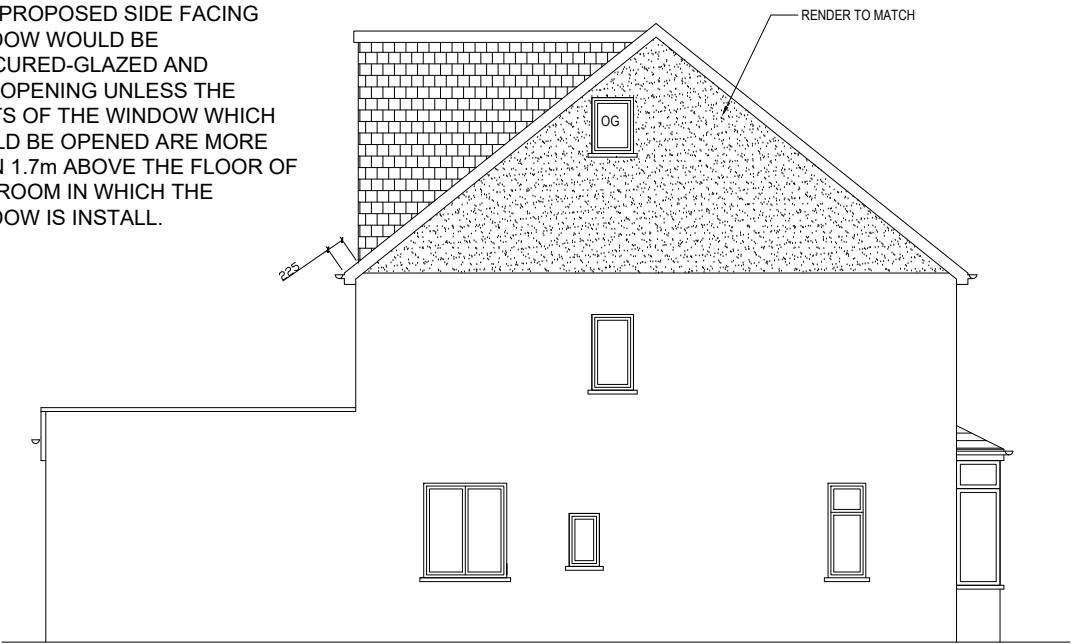 PROPOSED SIDE FACING
DOW WOULD BE
CURED-GLAZED AND
OPENING UNLESS THE
TS OF THE WINDOW WHICH
LD BE OPENED ARE MORE
N 1.7m ABOVE THE FLOOR OF
ROOM IN WHICH THE
DOW IS INSTALL.
RENDER TO MATCH
OG
225